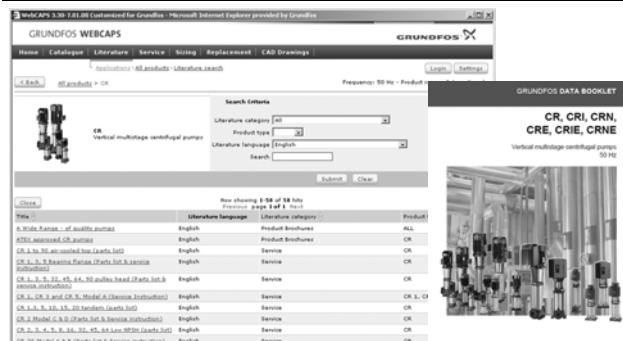 WebCAPS 3.30-7.01.08 Customized for Grundfos - Microsoft Internet Explorer provided by Grundfos
GRUNDFOS WEBCAPS
GRUNDFOS
Home Catalogue Literature Service Sizing Replacement CAD Drawings
Applications All products Literature search
Login Settings
< Back All products > CR
Frequency: 50 Hz - Product
Search Criteria
CR
Vertical multistage centrifugal pumps
Literature category All
Product type
Literature language English
Search
Submit Clear
Close
Now showing 1-58 of 58 hits
Previous page 1 of 1 Next
Title Literature language Literature category Product
A Wide Range - of quality pumps English Product Brochures ALL
ATEX approved CR pumps English Product Brochures CR
CR 1 to 90 air-cooled top (parts list) English Service CR
CR 1, 3, 5 Bearing flange (Parts list & service instruction) English Service CR
CR 1, 3, 5, 32, 45, 64, 90 pulley head (Parts list & service instruction) English Service CR
CR 1, CR 3 and CR 5, Model A (Service Instruction) English Service CR 1, CR
CR 1,3, 5, 10, 15, 20 tandem (parts list) English Service CR
CR 2 Model C & D (Parts list & Service instruction) English Service CR
CR 2, 3, 4, 5, 8, 16, 32, 45, 64 Low NPSH (parts list) English Service CR
English Service CR
GRUNDFOS DATA BOOKLET
CR, CRI, CRN,
CRE, CRIE, CRNE
Vertical multistage centrifugal pumps
50 Hz